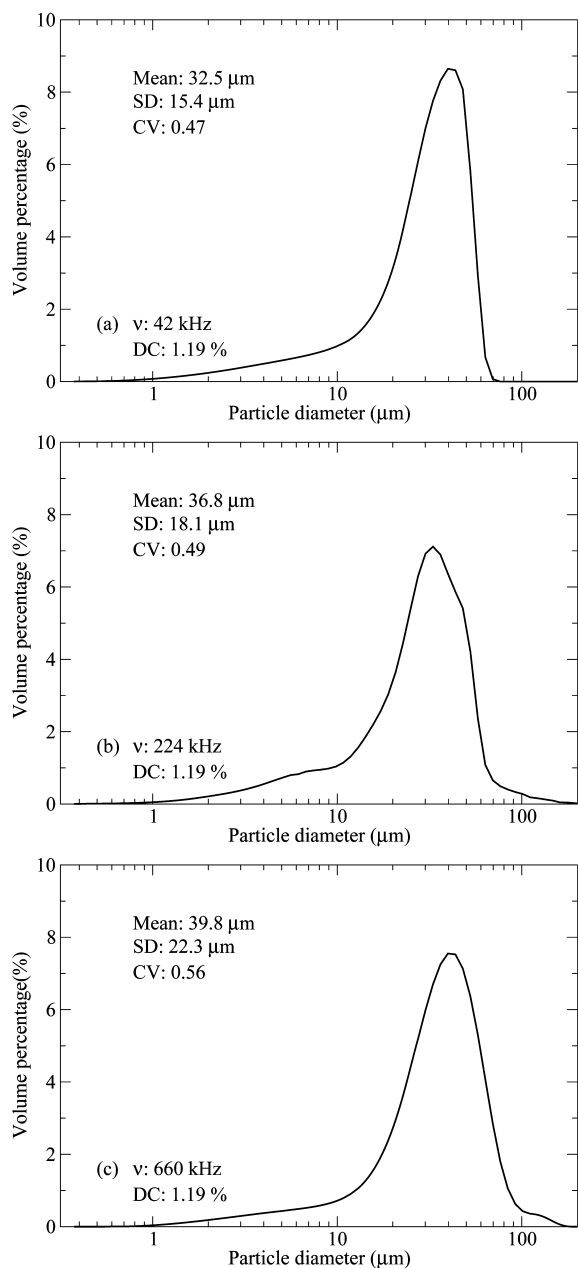 10
Mean: 32.5 µm
SD: 15.4 µm
CV: 0.47
8
6
4
2
0
Volume percentage (%)
(a) ν: 42 kHz
DC: 1.19 %
1 10 100
Particle diameter (µm)
10
Mean: 36.8 µm
SD: 18.1 µm
CV: 0.49
8
6
4
2
0
Volume percentage (%)
(b) ν: 224 kHz
DC: 1.19 %
1 10 100
Particle diameter (µm)
10
Mean: 39.8 µm
SD: 22.3 µm
CV: 0.56
8
6
4
2
0
Volume percentage(%)
(c) ν: 660 kHz
DC: 1.19 %
1 10 100
Particle diameter (µm)